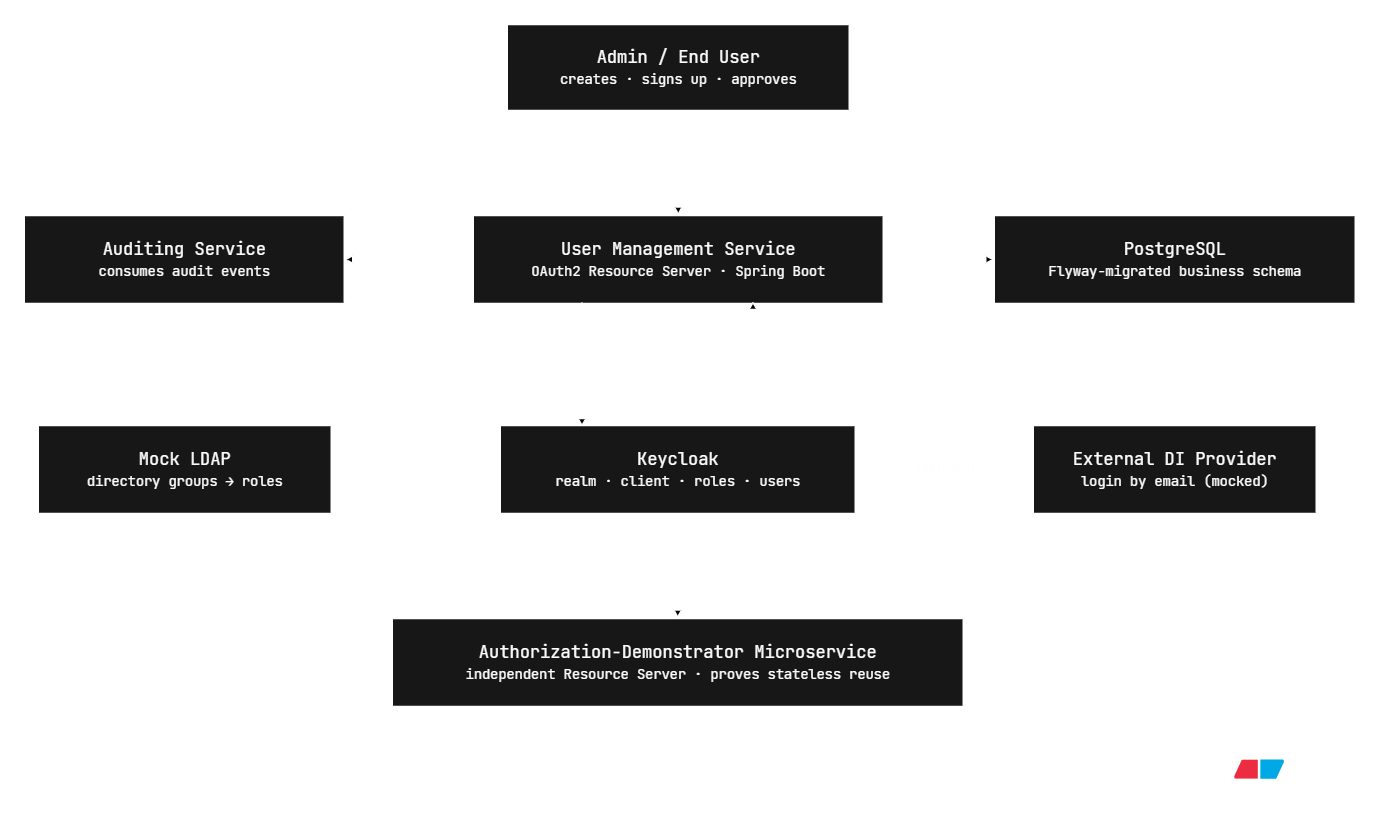 Admin / End User
creates · signs up · approves
Auditing Service
consumes audit events
User Management Service
OAuth2 Resource Server · Spring Boot
PostgreSQL
Flyway-migrated business schema
Mock LDAP
directory groups → roles
Keycloak
realm · client · roles · users
External DI Provider
login by email (mocked)
Authorization-Demonstrator Microservice
independent Resource Server · proves stateless reuse